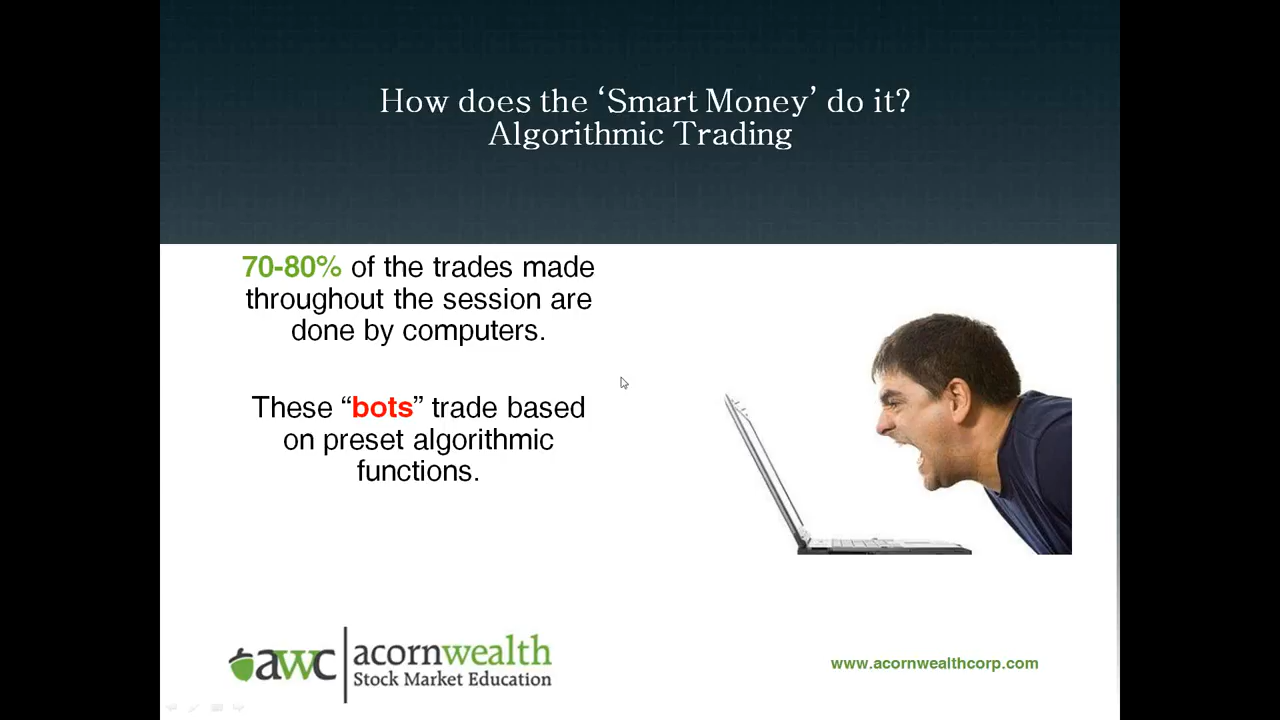 How does the ‘Smart Money’ do it?
Algorithmic Trading
70-80% of the trades made
throughout the session are
done by computers.
These “bots” trade based
on preset algorithmic
functions.
awc
acornwealth
Stock Market Education
www.acornwealthcorp.com